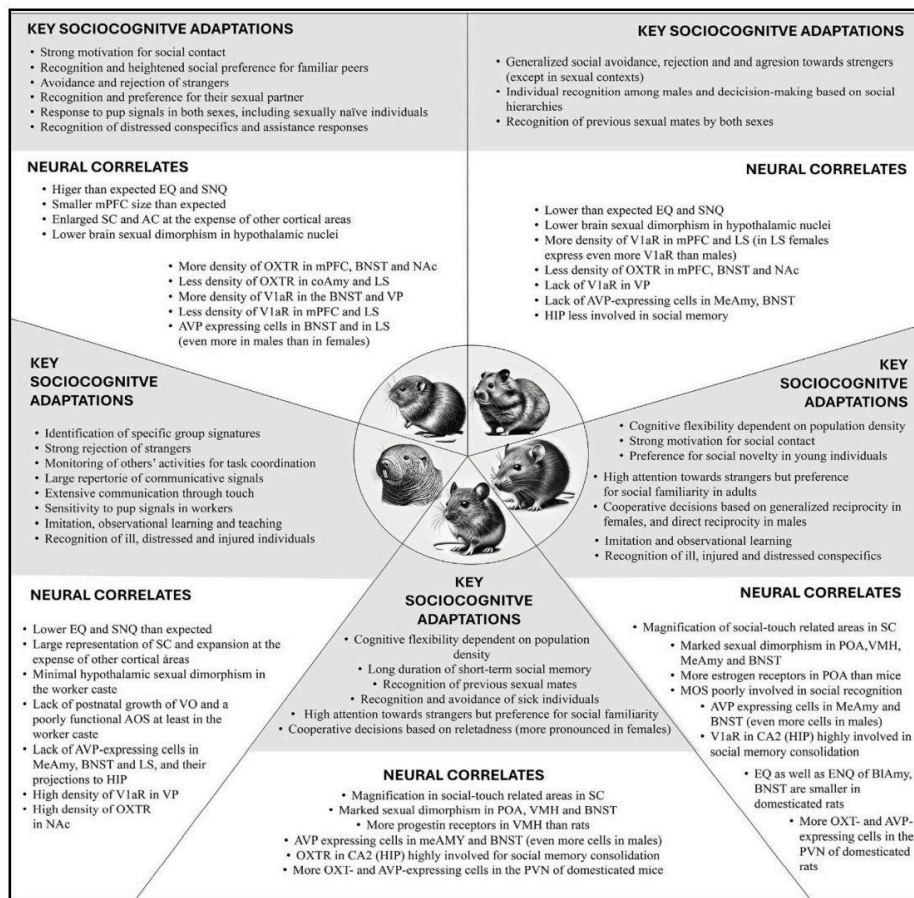 KEY SOCIOCOGNITVE ADAPTATIONS
• Strong motivation for social contact
• Recognition and heightened social preference for familiar peers
• Avoidance and rejection of strangers
• Recognition and preference for their sexual partner
• Response to pup signals in both sexes, including sexually naïve individuals
• Recognition of distressed conspecifics and assistance responses
NEURAL CORRELATES
• Higer than expected EQ and SNQ
• Smaller mPFC size than expected
• Enlarged SC and AC at the expense of other cortical areas
• Lower brain sexual dimorphism in hypothalamic nuclei
• More density of OXTR in mPFC, BNST and NAc
• Less density of OXTR in coAmy and LS
• More density of V1aR in the BNST and VP
• Less density of V1aR in mPFC and LS
• AVP expressing cells in BNST and in LS
(even more in males than in females)
KEY SOCIOCOGNITVE ADAPTATIONS
• Generalized social avoidance, rejection and and agresion towards strengers
(except in sexual contexts)
• Individual recognition among males and decicision-making based on social
hierarchies
• Recognition of previous sexual mates by both sexes
NEURAL CORRELATES
• Lower than expected EQ and SNQ
• Lower brain sexual dimorphism in hypothalamic nuclei
• More density of V1aR in mPFC and LS (in LS females
express even more V1aR than males)
• Less density of OXTR in mPFC, BNST and NAc
• Lack of V1aR in VP
• Lack of AVP-expressing cells in MeAmy, BNST
• HIP less involved in social memory
KEY
SOCIOCOGNITVE
ADAPTATIONS
• Identification of specific group signatures
• Strong rejection of strangers
• Monitoring of others' activities for task coordination
• Large repertorie of communicative signals
• Extensive communication through touch
• Sensitivity to pup signals in workers
• Imitation, observational learning and teaching
• Recognition of ill, distressed and injured individuals
NEURAL CORRELATES
• Lower EQ and SNQ than expected
• Large representation of SC and expansion at the
expense of other cortical áreas
• Minimal hypothalamic sexual dimorphism in
the worker caste
• Lack of postnatal growth of VO and a
poorly functional AOS at least in the
worker caste
• Lack of AVP-expressing cells in
MeAmy, BNST and LS, and their
projections to HIP
• High density of V1aR in VP
• High density of OXTR
in NAc
KEY
SOCIOCOGNITVE
ADAPTATIONS
• Cognitive flexibility dependent on population
density
• Long duration of short-term social memory
• Recognition of previous sexual mates
• Recognition and avoidance of sick individuals
• High attention towards strangers but preference for social familiarity
• Cooperative decisions based on reletadness (more pronounced in females)
NEURAL CORRELATES
• Magnification in social-touch related areas in SC
• Marked sexual dimorphism in POA, VMH and BNST
• More progestin receptors in VMH than rats
• AVP expressing cells in meAMY and BNST (even more cells in males)
• OXTR in CA2 (HIP) highly involved for social memory consolidation
• More OXT- and AVP-expressing cells in the PVN of domesticated mice
KEY
SOCIOCOGNITVE
ADAPTATIONS
• Cognitive flexibility dependent on population density
• Strong motivation for social contact
• Preference for social novelty in young individuals
• High attention towards strangers but preference
for social familiarity in adults
• Cooperative decisions based on generalized reciprocity in
females, and direct reciprocity in males
• Imitation and observational learning
• Recognition of ill, injured and distressed conspecifics
NEURAL CORRELATES
• Magnification of social-touch related areas in SC
• Marked sexual dimorphism in POA,VMH,
MeAmy and BNST
• More estrogen receptors in POA than mice
• MOS poorly involved in social recognition
• AVP expressing cells in MeAmy and
BNST (even more cells in males)
• V1aR in CA2 (HIP) highly involved in
social memory consolidation
• EQ as well as ENQ of BlAmy,
BNST are smaller in
domesticated rats
• More OXT- and AVP-
expressing cells in the
PVN of domesticated
rats